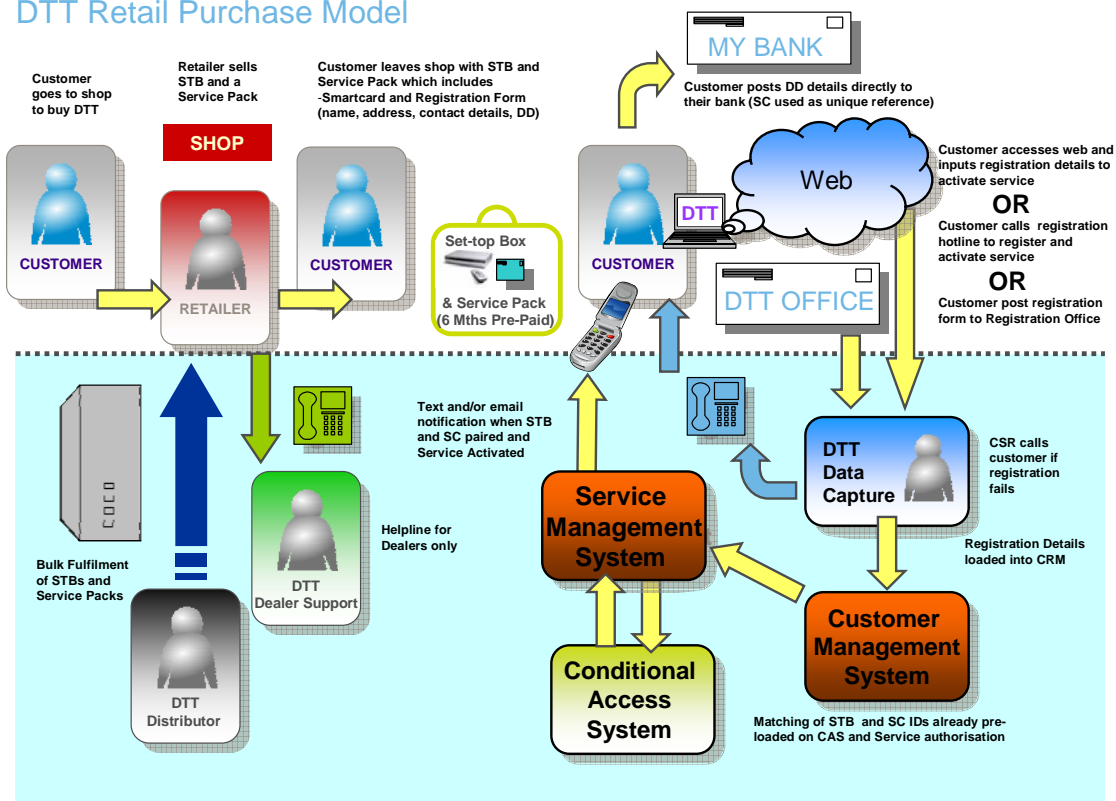 DTT Retail Purchase Model
Customer
goes to shop
to buy DTT
Retailer sells
STB and a
Service Pack
Customer leaves shop with STB and
Service Pack which includes
-Smartcard and Registration Form
(name, address, contact details, DD)
MY BANK
Customer posts DD details directly to
their bank (SC used as unique reference)
SHOP
CUSTOMER
RETAILER
CUSTOMER
Set-top Box
& Service Pack
(6 Mths Pre-Paid)
CUSTOMER
DTT
Web
DTT OFFICE
Customer accesses web and
inputs registration details to
activate service
OR
Customer calls registration
hotline to register and
activate service
OR
Customer post registration
form to Registration Office
Bulk Fulfilment
of STBs and
Service Packs
DTT
Distributor
DTT
Dealer Support
Helpline for
Dealers only
Text and/or email
notification when STB
and SC paired and
Service Activated
Service
Management
System
Conditional
Access
System
DTT
Data
Capture
CSR calls
customer if
registration
fails
Registration Details
loaded into CRM
Customer
Management
System
Matching of STB and SC IDs already pre-
loaded on CAS and Service authorisation